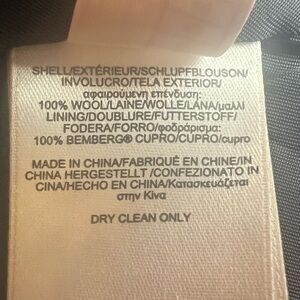 SHELL/EXTÉRIEUR/SCHLUPFBLOUSON/
INVOLUCRO/TELA EXTERIOR/
αφαιρούμενη επένδυση:
100% WOOL/LAINE/WOLLE/LANA/μαλλί
LINING/DOUBLURE/FUTTERSTOFF/
FODERA/FORRO/φοδράρισμα:
100% BEMBERG® CUPRO/CUPRO/cupro
MADE IN CHINA/FABRIQUÉ EN CHINE/IN
CHINA HERGESTELLT /CONFEZIONATO IN
CINA/HECHO EN CHINA/Κατασκευάζεται
στην Κίνα
DRY CLEAN ONLY